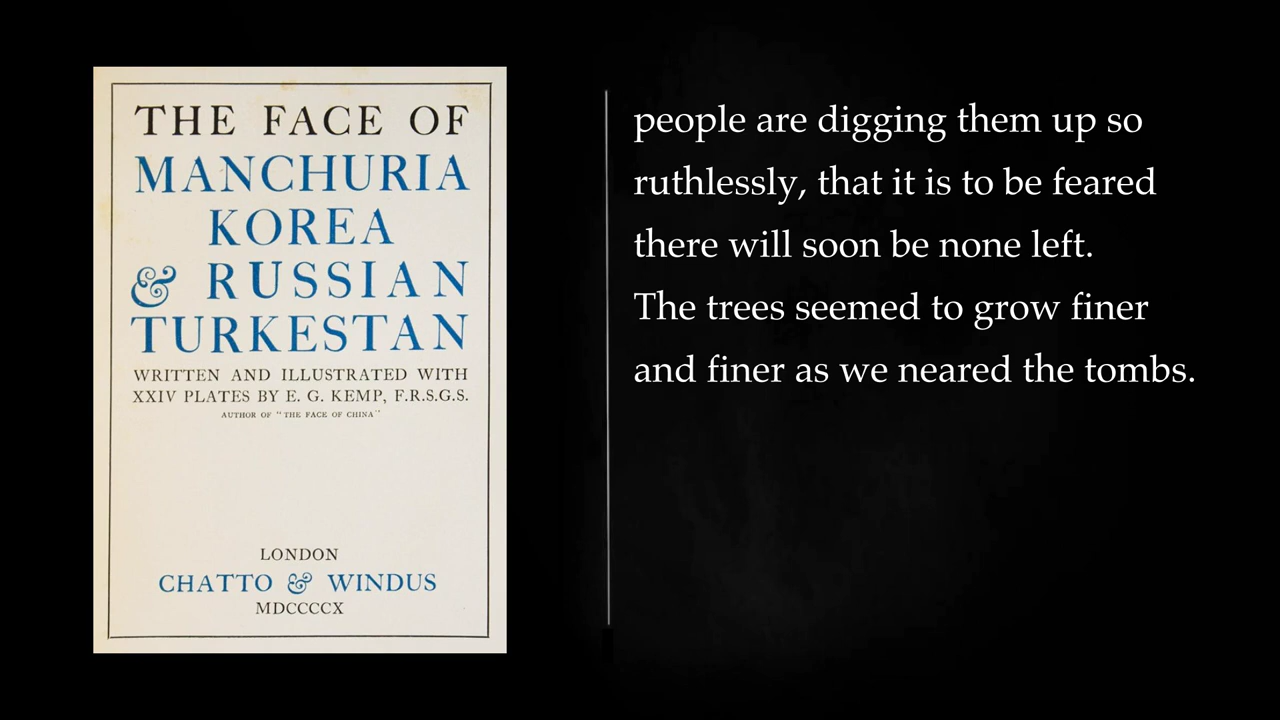 THE FACE OF
MANCHURIA
KOREA
& RUSSIAN
TURKESTAN
WRITTEN AND ILLUSTRATED WITH
XXIV PLATES BY E. G. KEMP, F.R.S.G.S.
AUTHOR OF "THE FACE OF CHINA"
LONDON
CHATTO & WINDUS
MDCCCCX
people are digging them up so
ruthlessly, that it is to be feared
there will soon be none left.
The trees seemed to grow finer
and finer as we neared the tombs.